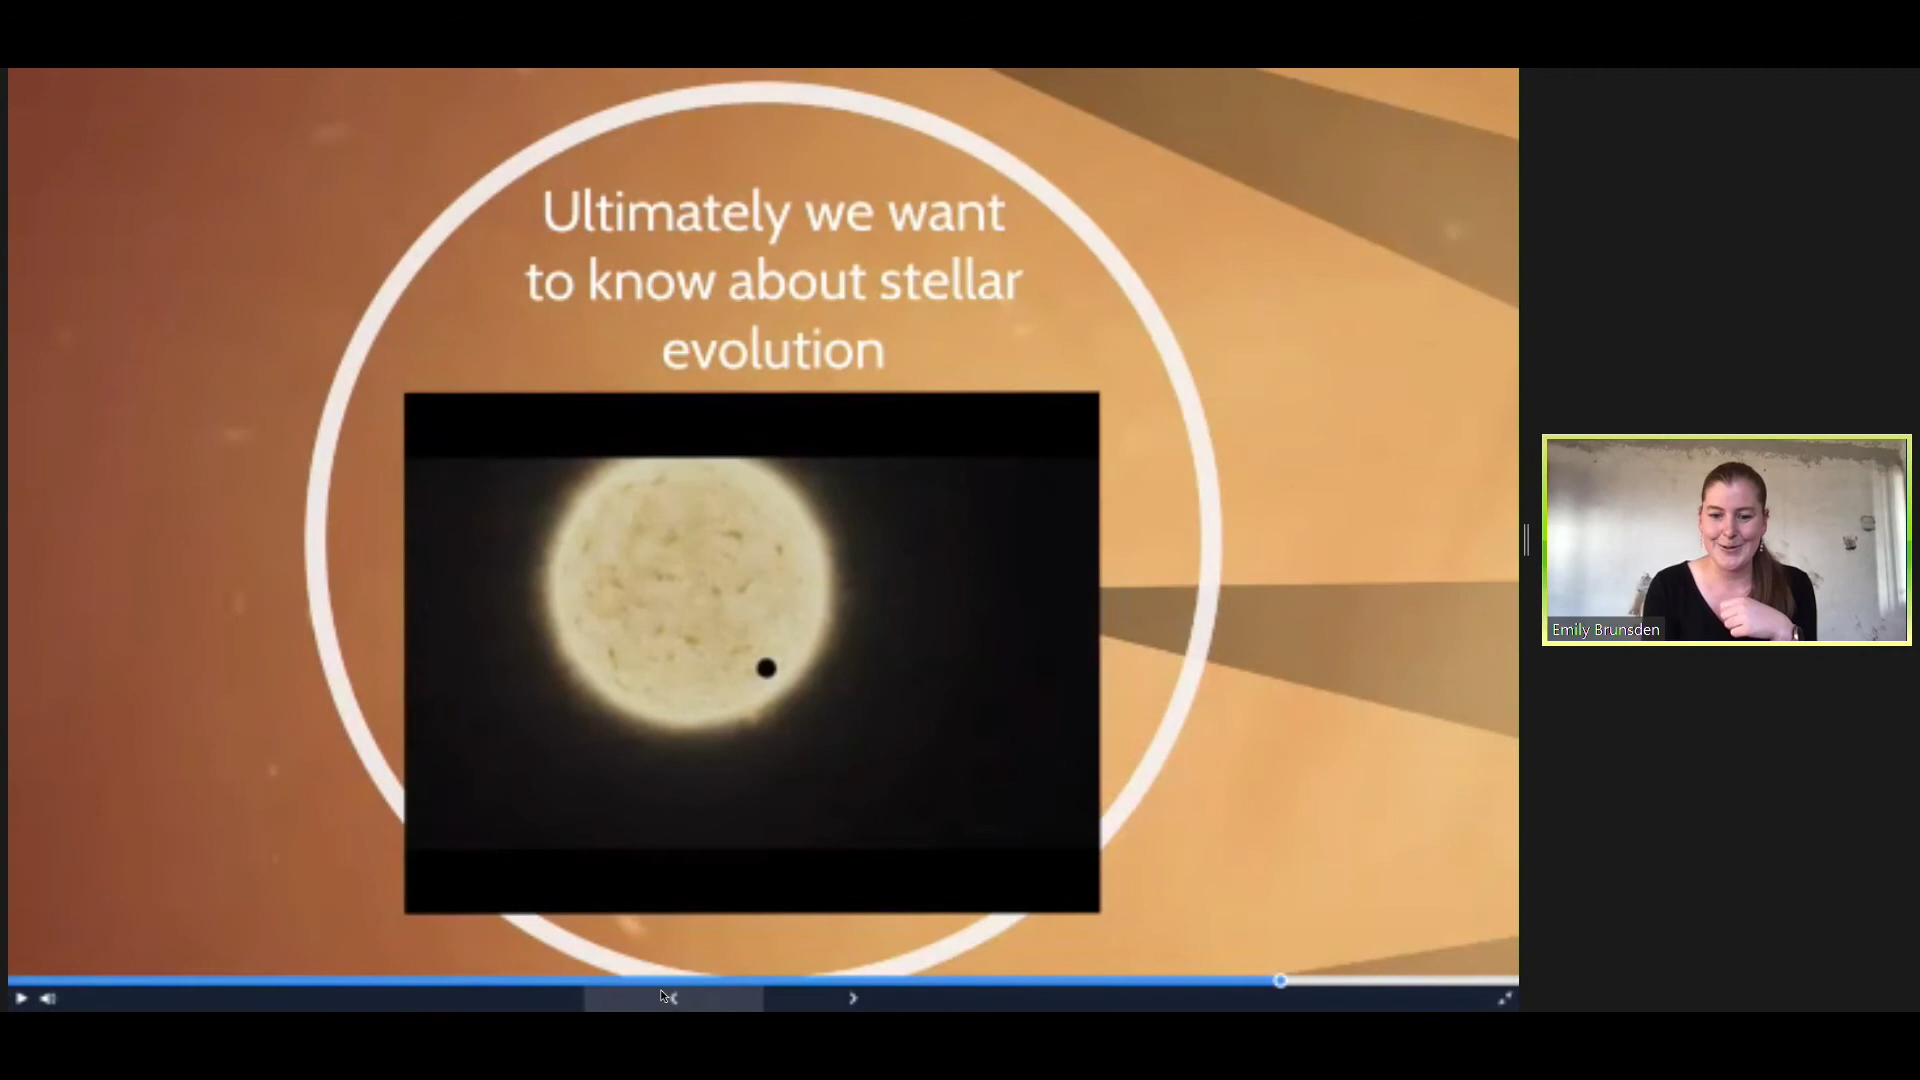 Ultimately we want
to know about stellar
evolution
Emily Brunsden